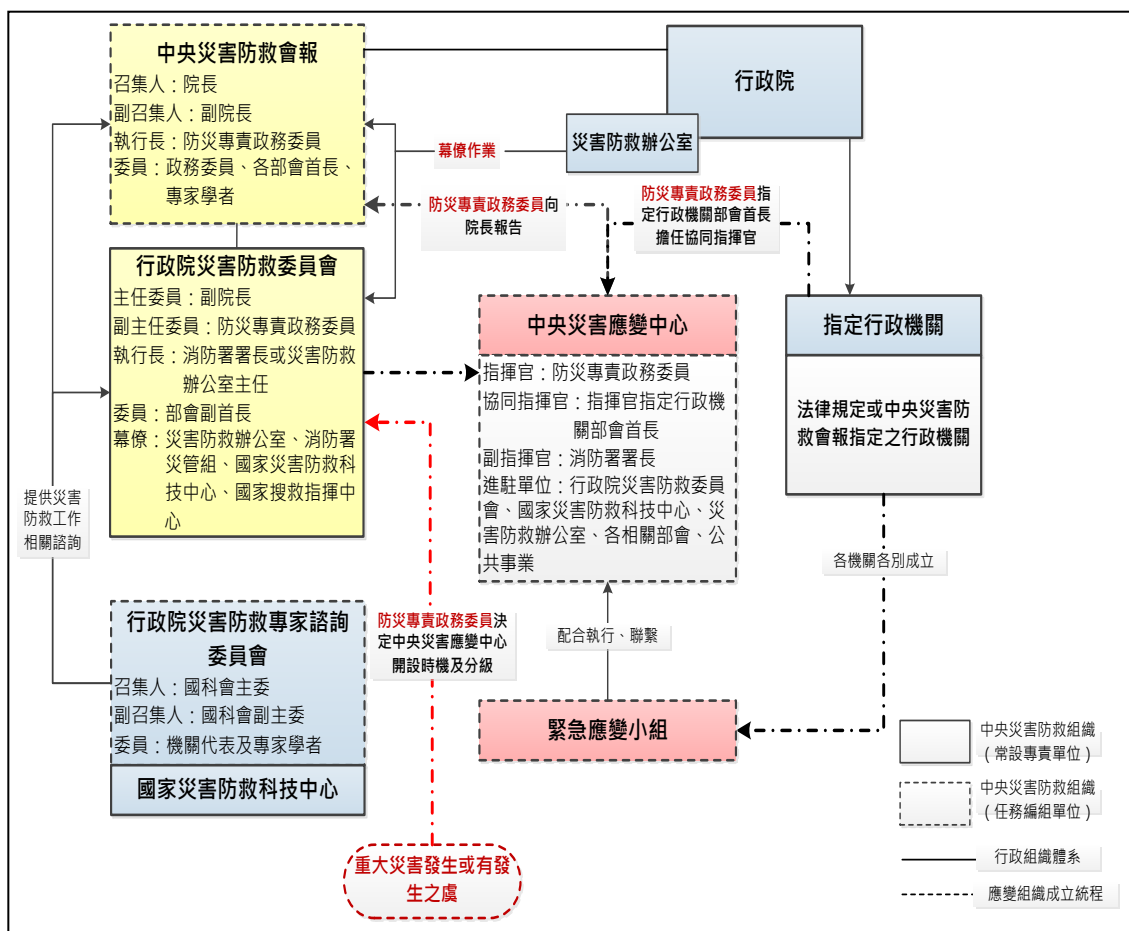 中央災害防救會報
召集人：院長
副召集人：副院長
執行長：防災專責政務委員
委員：政務委員、各部會首長、
專家學者
行政院
災害防救辦公室
幕僚作業
防災專責政務委員向
院長報告
防災專責政務委員指
定行政機關部會首長
擔任協同指揮官
行政院災害防救委員會
主任委員：副院長
副主任委員：防災專責政務委員
執行長：消防署署長或災害防救
辦公室主任
委員：部會副首長
幕僚：災害防救辦公室、消防署
災管組、國家災害防救科
技中心、國家搜救指揮中
心
中央災害應變中心
指揮官：防災專責政務委員
協同指揮官：指揮官指定行政機
關部會首長
副指揮官：消防署署長
進駐單位：行政院災害防救委員
會、國家災害防救科技中心、災
害防救辦公室、各相關部會、公
共事業
指定行政機關
法律規定或中央災害防
救會報指定之行政機關
提供災害
防救工作
相關諮詢
各機關各別成立
行政院災害防救專家諮詢
委員會
召集人：國科會主委
副召集人：國科會副主委
委員：機關代表及專家學者
國家災害防救科技中心
防災專責政務委員決
定中央災害應變中心
開設時機及分級
配合執行、聯繫
緊急應變小組
重大災害發生或有發
生之虞
中央災害防救組織
（常設專責單位）
中央災害防救組織
（任務編組單位）
行政組織體系
應變組織成立統程